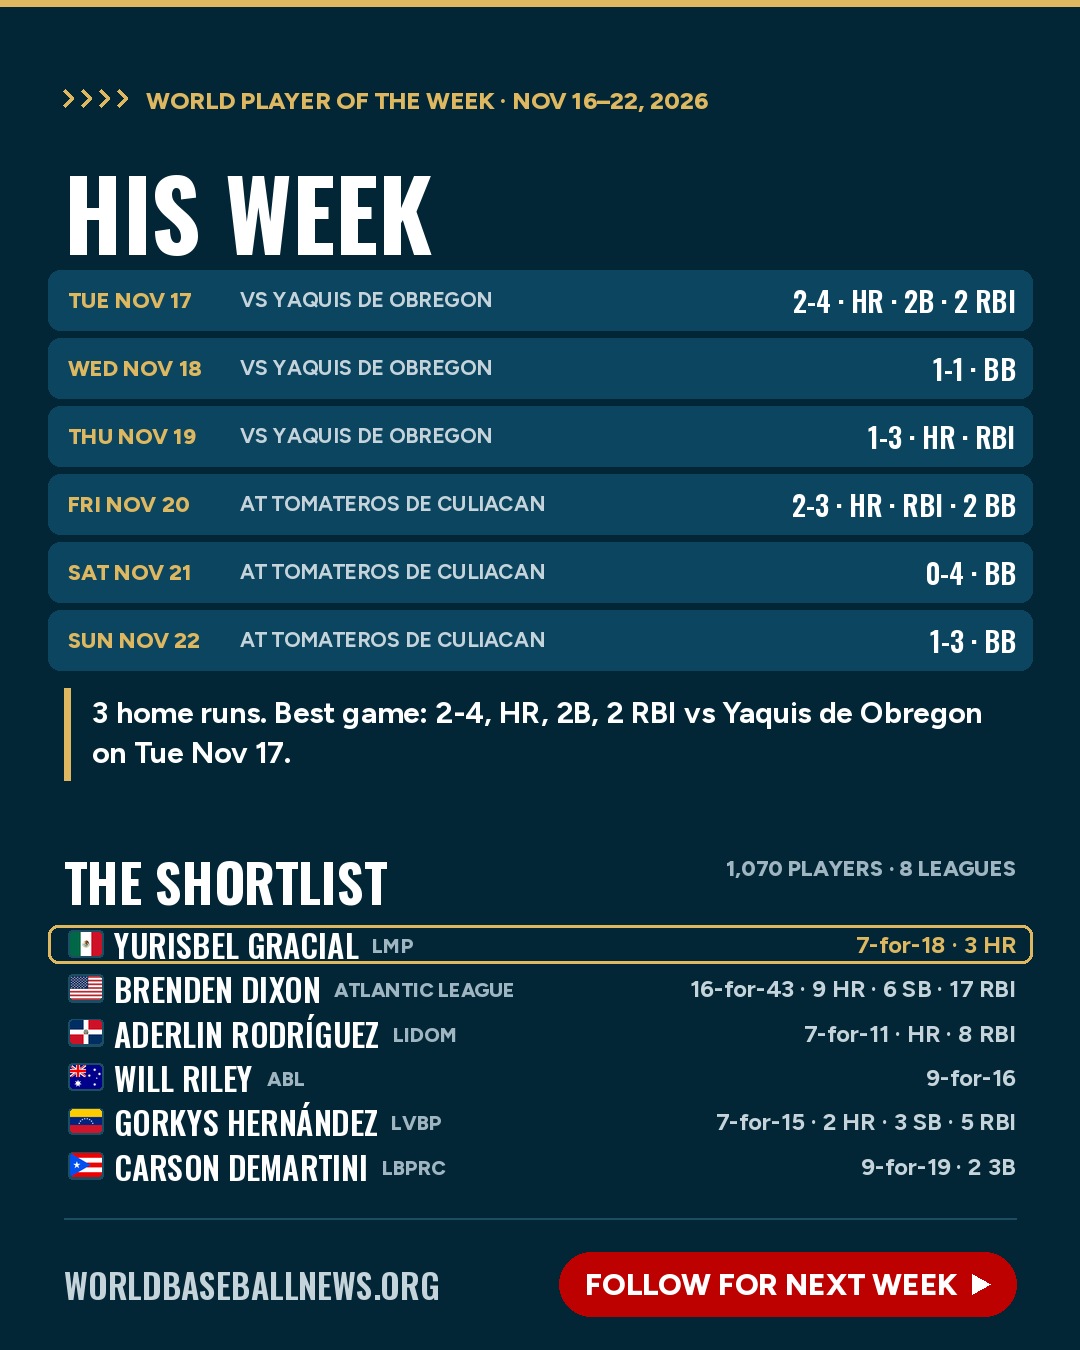 WORLD PLAYER OF THE WEEK · NOV 16–22, 2026
HIS WEEK
TUE NOV 17 VS YAQUIS DE OBREGON 2-4 · HR · 2B · 2 RBI
WED NOV 18 VS YAQUIS DE OBREGON 1-1 · BB
THU NOV 19 VS YAQUIS DE OBREGON 1-3 · HR · RBI
FRI NOV 20 AT TOMATEROS DE CULIACAN 2-3 · HR · RBI · 2 BB
SAT NOV 21 AT TOMATEROS DE CULIACAN 0-4 · BB
SUN NOV 22 AT TOMATEROS DE CULIACAN 1-3 · BB
3 home runs. Best game: 2-4, HR, 2B, 2 RBI vs Yaquis de Obregon
on Tue Nov 17.
THE SHORTLIST 1,070 PLAYERS · 8 LEAGUES
YURISBEL GRACIAL LMP 7-for-18 · 3 HR
BRENDEN DIXON ATLANTIC LEAGUE 16-for-43 · 9 HR · 6 SB · 17 RBI
ADERLIN RODRÍGUEZ LIDOM 7-for-11 · HR · 8 RBI
WILL RILEY ABL 9-for-16
GORKYS HERNÁNDEZ LVBP 7-for-15 · 2 HR · 3 SB · 5 RBI
CARSON DEMARTINI LBPRC 9-for-19 · 2 3B
WORLDBASEBALLNEWS.ORG FOLLOW FOR NEXT WEEK